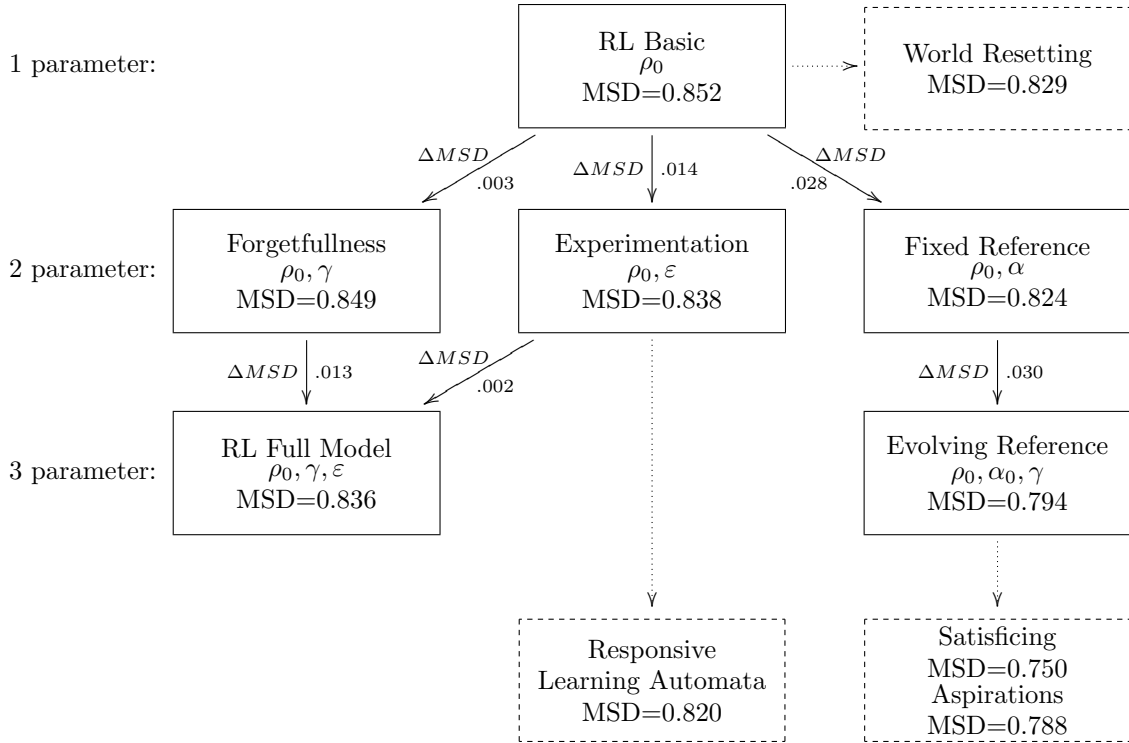 1 parameter:
RL Basic
ρ₀
MSD=0.852
World Resetting
MSD=0.829
ΔMSD
.003
ΔMSD
.014
ΔMSD
.028
2 parameter:
Forgetfullness
ρ₀, γ
MSD=0.849
Experimentation
ρ₀, ε
MSD=0.838
Fixed Reference
ρ₀, α
MSD=0.824
ΔMSD
.013
ΔMSD
.002
ΔMSD
.030
3 parameter:
RL Full Model
ρ₀, γ, ε
MSD=0.836
Evolving Reference
ρ₀, α₀, γ
MSD=0.794
Responsive
Learning Automata
MSD=0.820
Satisficing
MSD=0.750
Aspirations
MSD=0.788